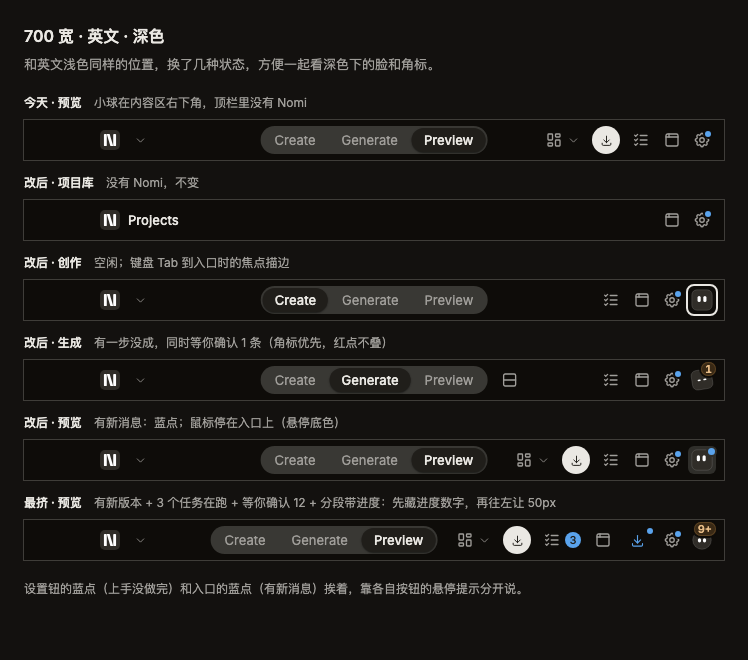 700 宽 · 英文 · 深色
和英文浅色同样的位置，换了几种状态，方便一起看深色下的脸和角标。
今天 · 预览 小球在内容区右下角，顶栏里没有 Nomi
N Create Generate Preview
改后 · 项目库 没有 Nomi，不变
N Projects
改后 · 创作 空闲；键盘 Tab 到入口时的焦点描边
N Create Generate Preview
改后 · 生成 有一步没成，同时等你确认 1 条（角标优先，红点不叠）
N Create Generate Preview 1
改后 · 预览 有新消息：蓝点；鼠标停在入口上（悬停底色）
N Create Generate Preview
最挤 · 预览 有新版本 + 3 个任务在跑 + 等你确认 12 + 分段带进度：先藏进度数字，再往左让 50px
N Create Generate Preview 3 9+
设置钮的蓝点（上手没做完）和入口的蓝点（有新消息）挨着，靠各自按钮的悬停提示分开说。